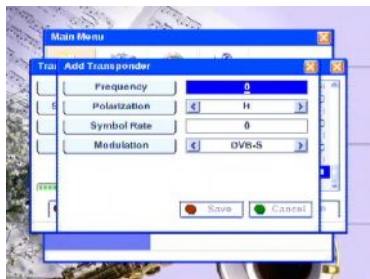 Main Menu
Tra Add Transponder
Frequency 0
Polarization H
Symbol Rate 0
Modulation DVB-S
Save Cancel